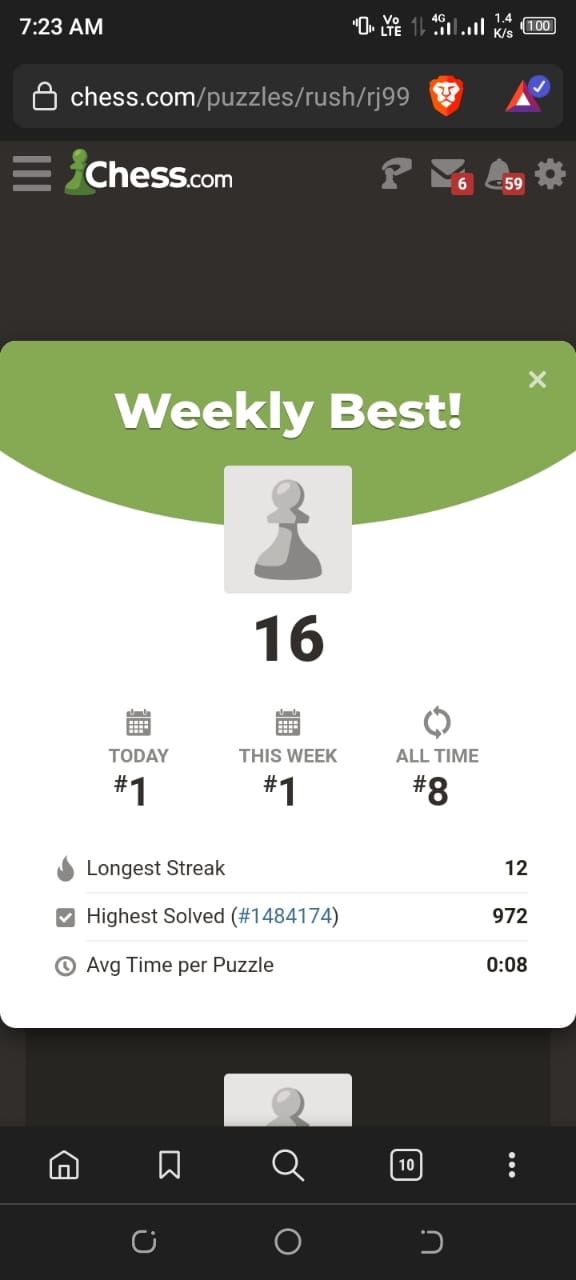 7:23 AM
Vo LTE 4G 1.4 K/s 100
chess.com/puzzles/rush/rj99
Chess.com 6 59
Weekly Best!
16
TODAY THIS WEEK ALL TIME
#1 #1 #8
Longest Streak 12
Highest Solved (#1484174) 972
Avg Time per Puzzle 0:08
10